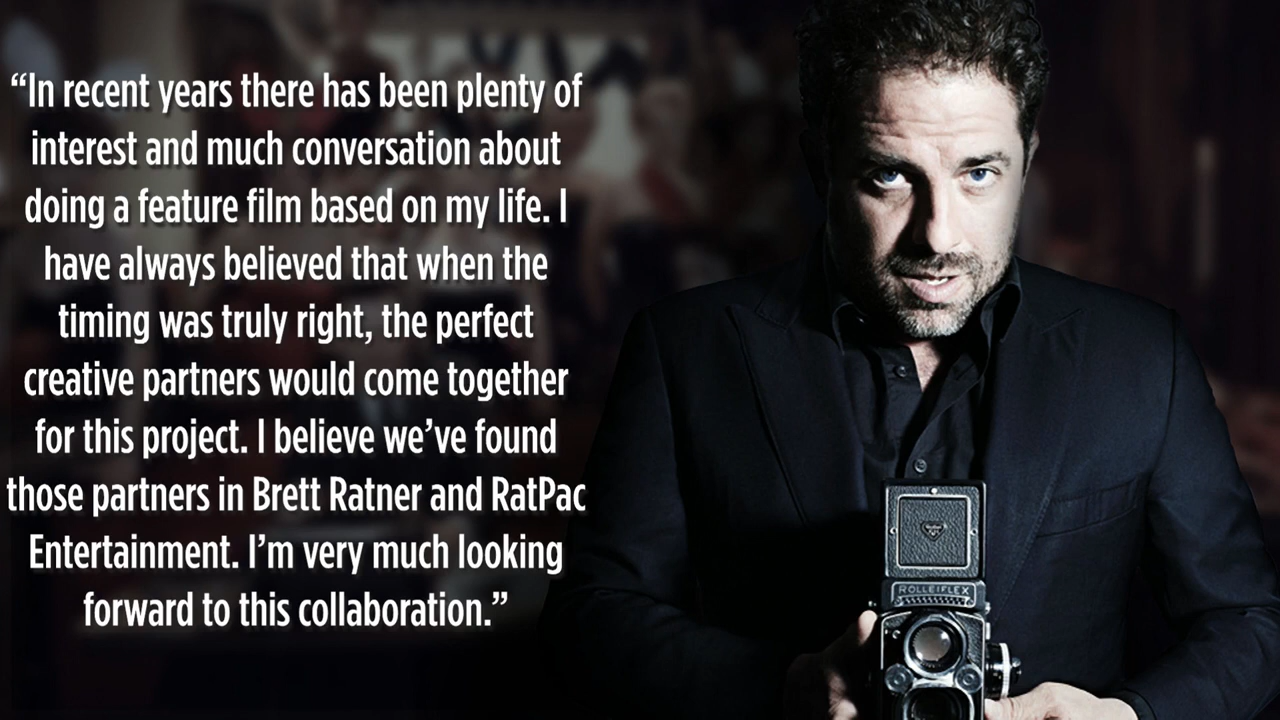 “In recent years there has been plenty of
interest and much conversation about
doing a feature film based on my life. I
have always believed that when the
timing was truly right, the perfect
creative partners would come together
for this project. I believe we’ve found
those partners in Brett Ratner and RatPac
Entertainment. I’m very much looking
forward to this collaboration.”
ROLLEIFLEX